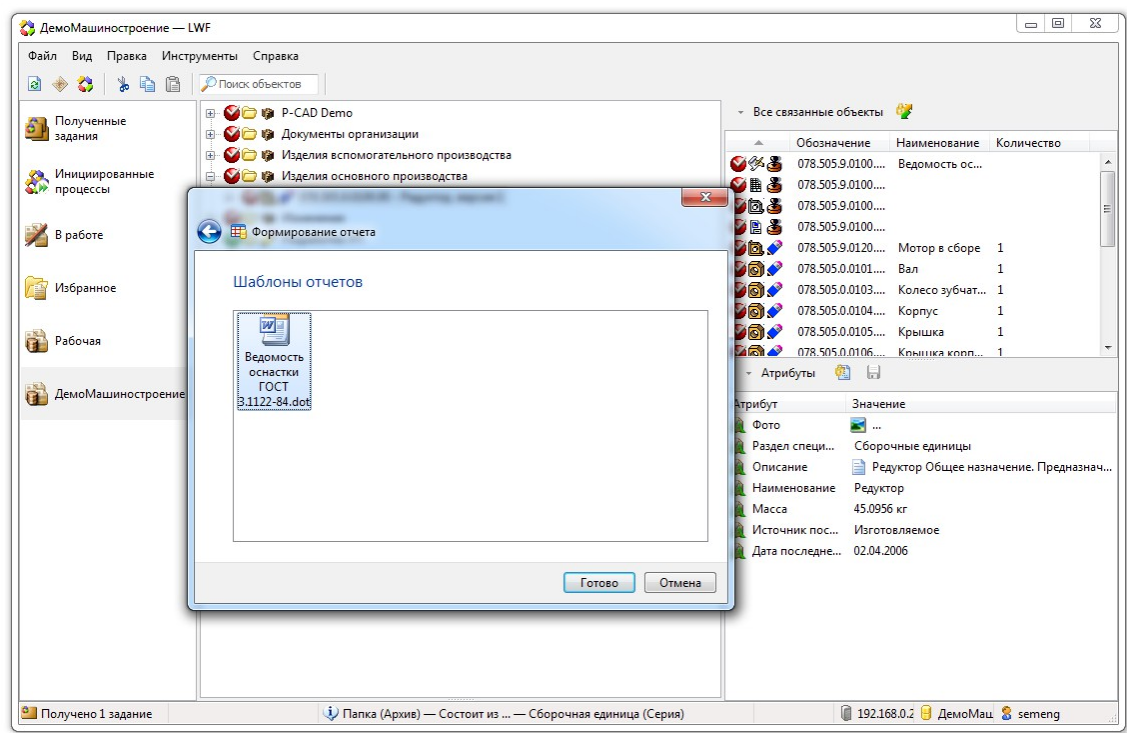 ДемоМашиностроение — LWF
Файл Вид Правка Инструменты Справка
Поиск объектов
Полученные
задания
Инициированные
процессы
В работе
Избранное
Рабочая
ДемоМашиностроение
P-CAD Demo
Документы организации
Изделия вспомогательного производства
Изделия основного производства
Формирование отчета
Шаблоны отчетов
Ведомость
оснастки
ГОСТ
3.1122-84.dot
Готово Отмена
Все связанные объекты
Обозначение Наименование Количество
078.505.9.0100.... Ведомость ос...
078.505.9.0100....
078.505.9.0100....
078.505.9.0100....
078.505.9.0120.... Мотор в сборе 1
078.505.0.0101.... Вал 1
078.505.0.0103.... Колесо зубчат... 1
078.505.0.0104.... Корпус 1
078.505.0.0105.... Крышка 1
078.505.0.0106.... Крышка корп... 1
Атрибуты
Атрибут Значение
Фото ...
Раздел специ... Сборочные единицы
Описание Редуктор Общее назначение. Предназнач...
Наименование Редуктор
Масса 45.0956 кг
Источник пос... Изготовляемое
Дата последне... 02.04.2006
Получено 1 задание
Папка (Архив) — Состоит из ... — Сборочная единица (Серия)
192.168.0.2 ДемоМаш semeng